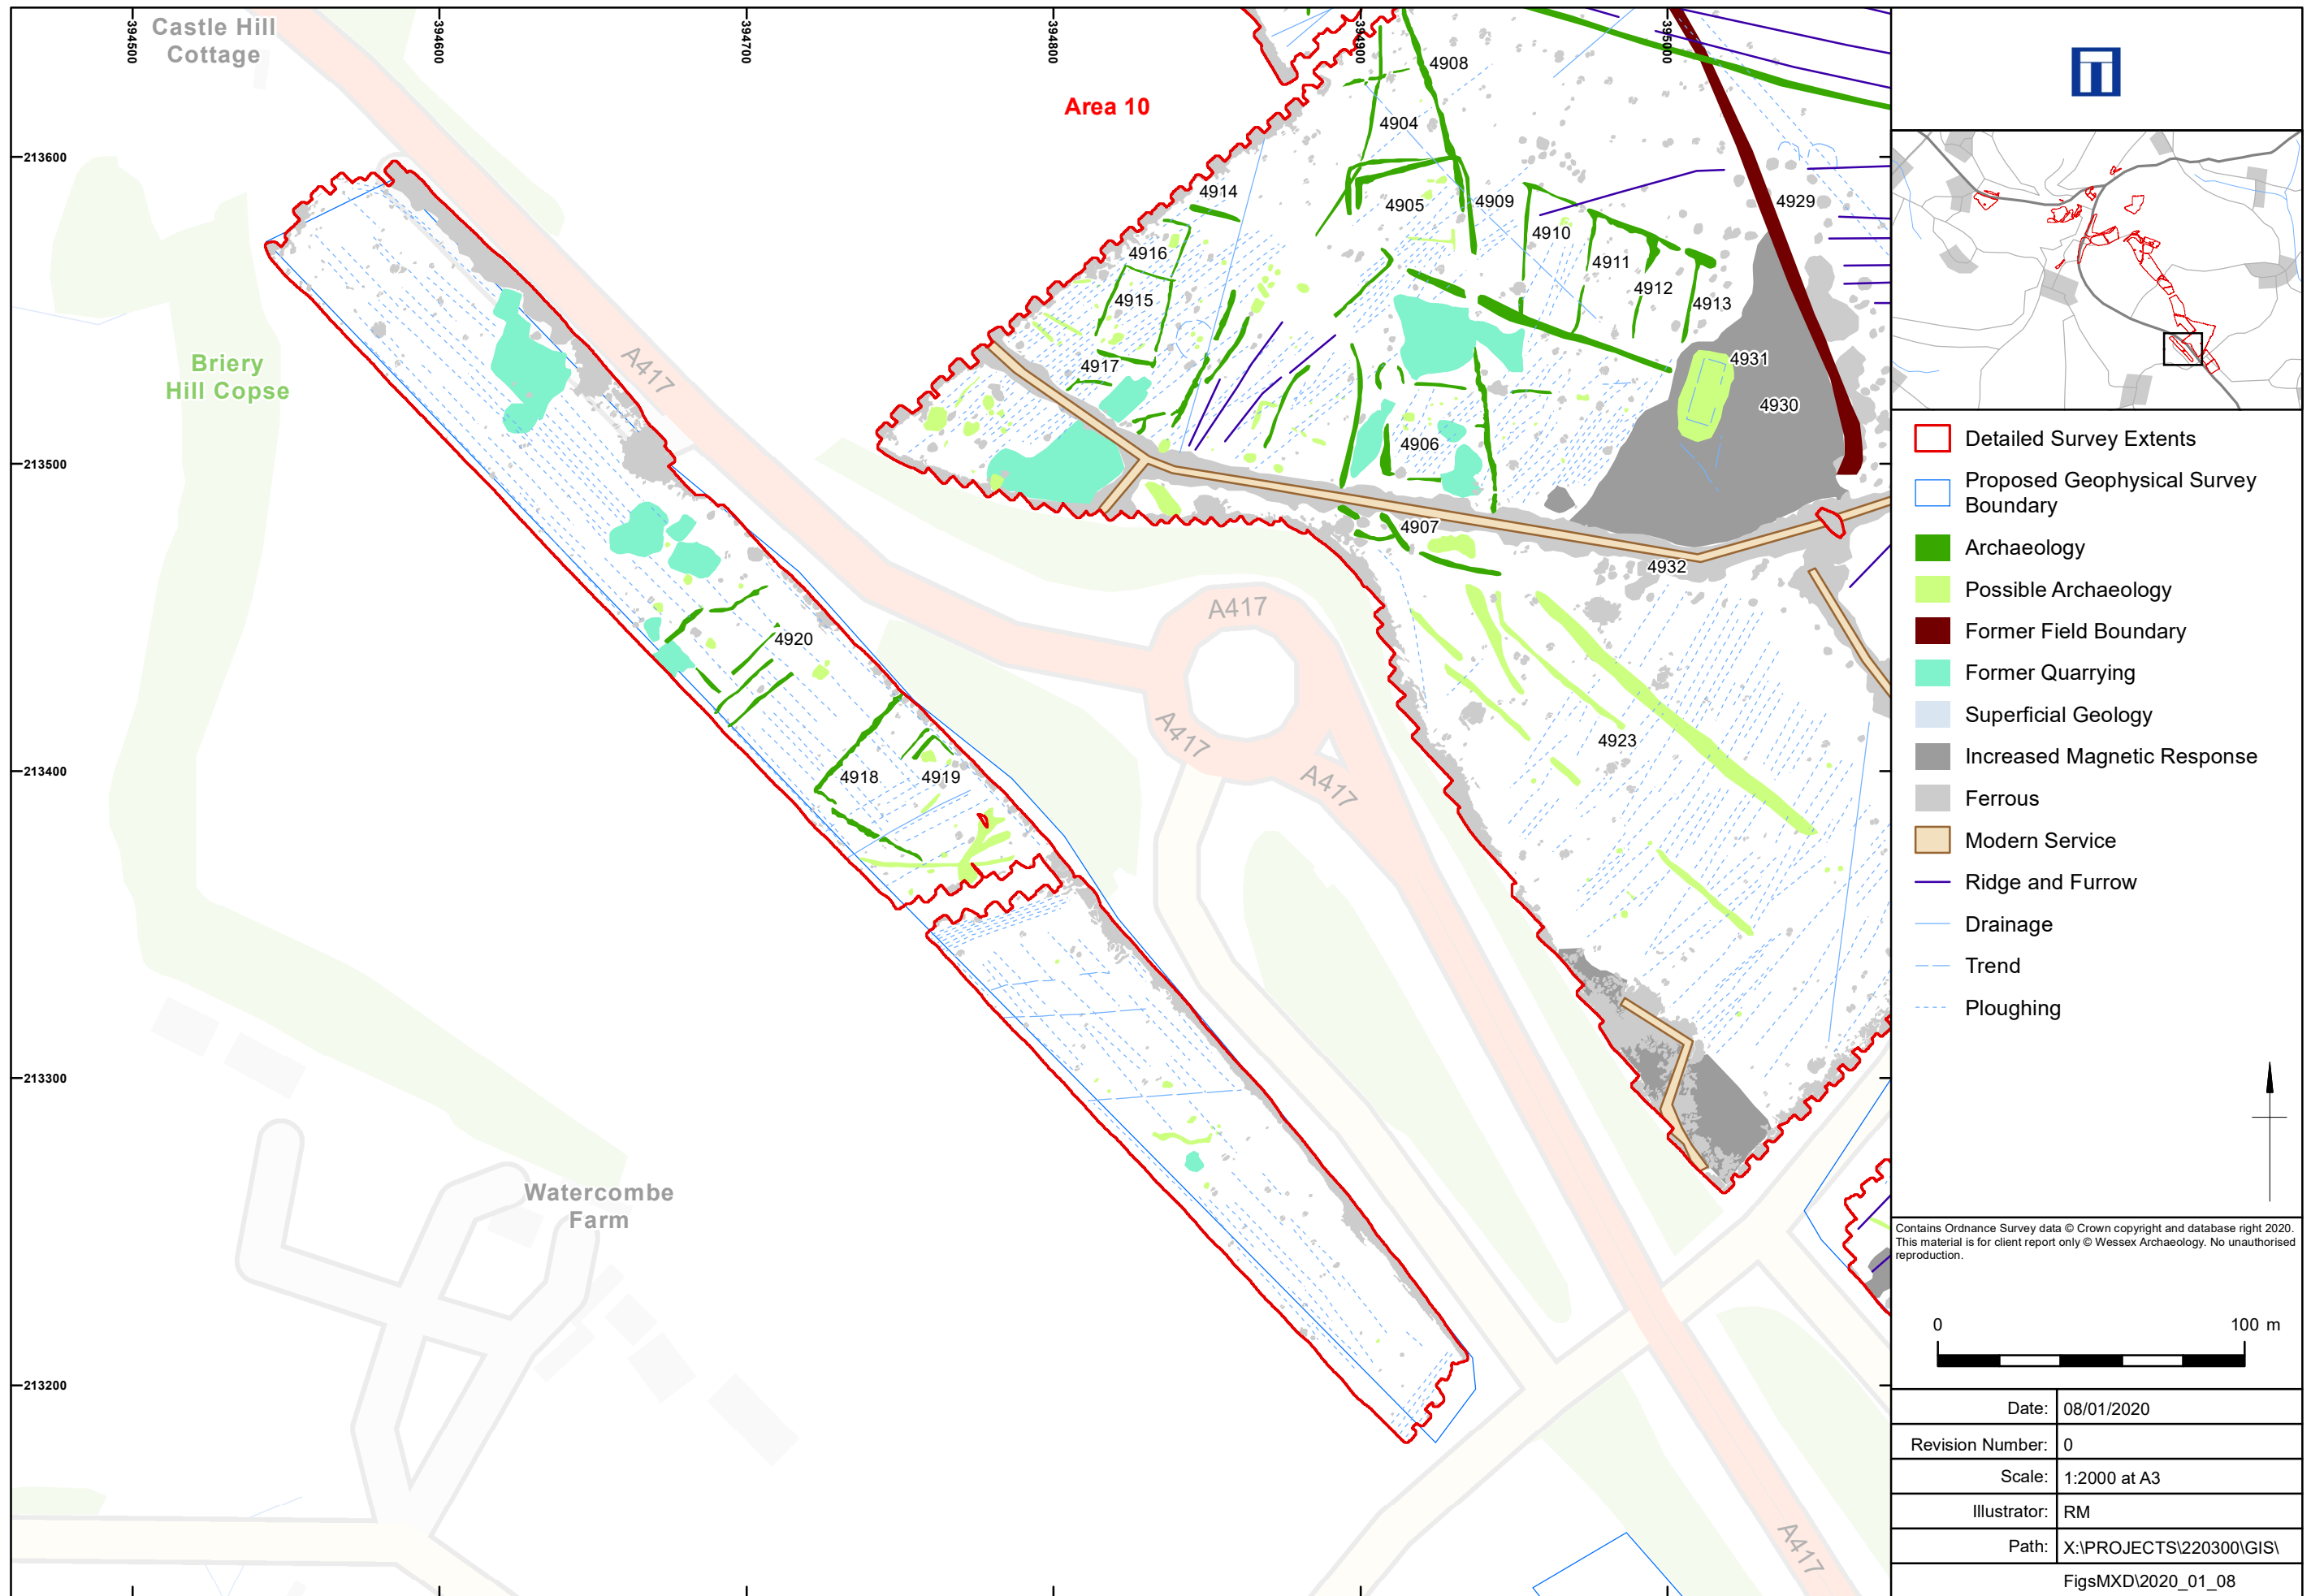 Castle Hill
Cottage
394500
394600
394700
394800
394900
395000
213600
213500
213400
213300
213200
Area 10
Briery
Hill Copse
Watercombe
Farm
A417
A417
A417
A417
A417
4908
4904
4914
4905
4909
4929
4916
4910
4911
4915
4912
4913
4917
4931
4930
4906
4907
4932
4920
4923
4918
4919
Detailed Survey Extents
Proposed Geophysical Survey
Boundary
Archaeology
Possible Archaeology
Former Field Boundary
Former Quarrying
Superficial Geology
Increased Magnetic Response
Ferrous
Modern Service
Ridge and Furrow
Drainage
Trend
Ploughing
Contains Ordnance Survey data © Crown copyright and database right 2020.
This material is for client report only © Wessex Archaeology. No unauthorised
reproduction.
0 100 m
Date: 08/01/2020
Revision Number: 0
Scale: 1:2000 at A3
Illustrator: RM
Path: X:\PROJECTS\220300\GIS\
FigsMXD\2020_01_08